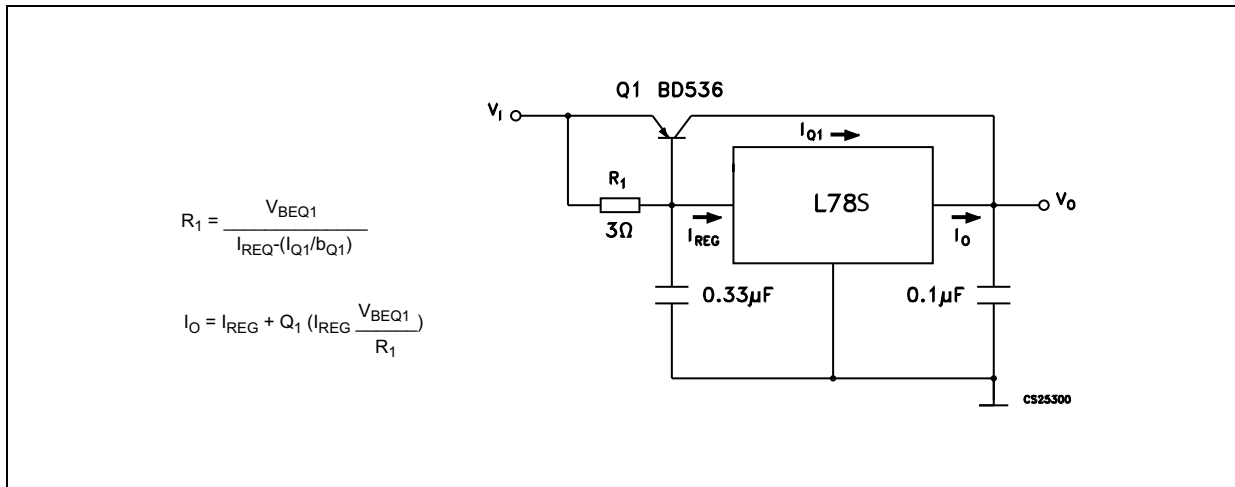 Q1 BD536
VI
IQ1
R1
L78S
VO
3Ω
IREG
IO
0.33μF
0.1μF
CS25300
R1 = VBEQ1 / IREQ-(IQ1/bQ1)
IO = IREG + Q1 (IREG VBEQ1 / R1)